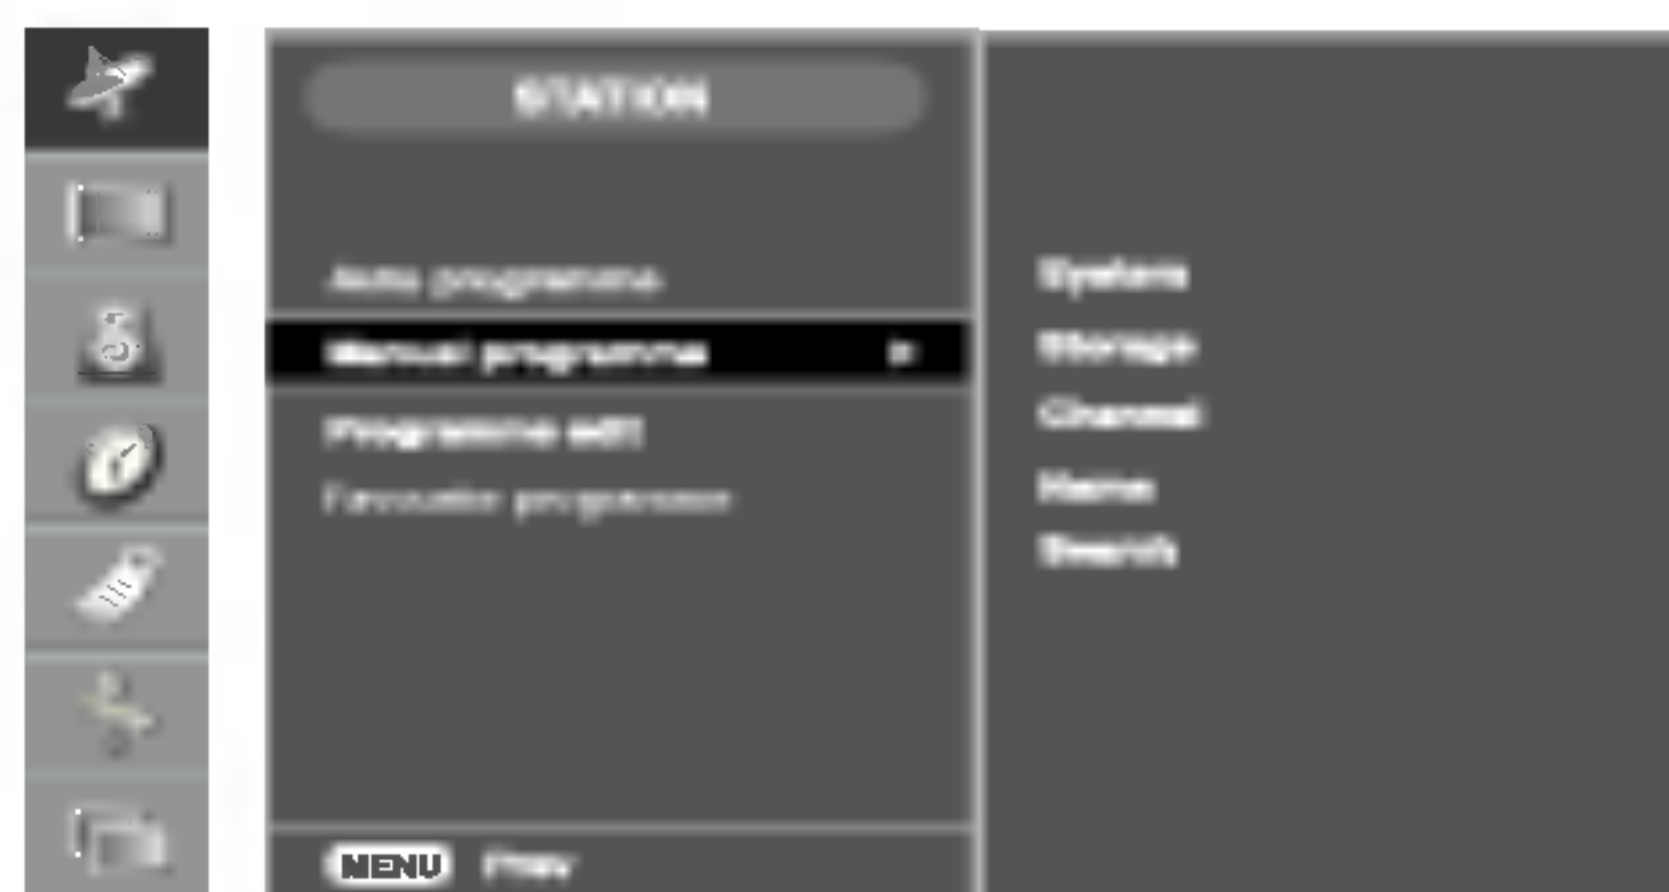 STATION
Auto programme
Manual programme
Programme edit
Favourite programme
MENU Prev
System
Storage
Channel
Name
Search